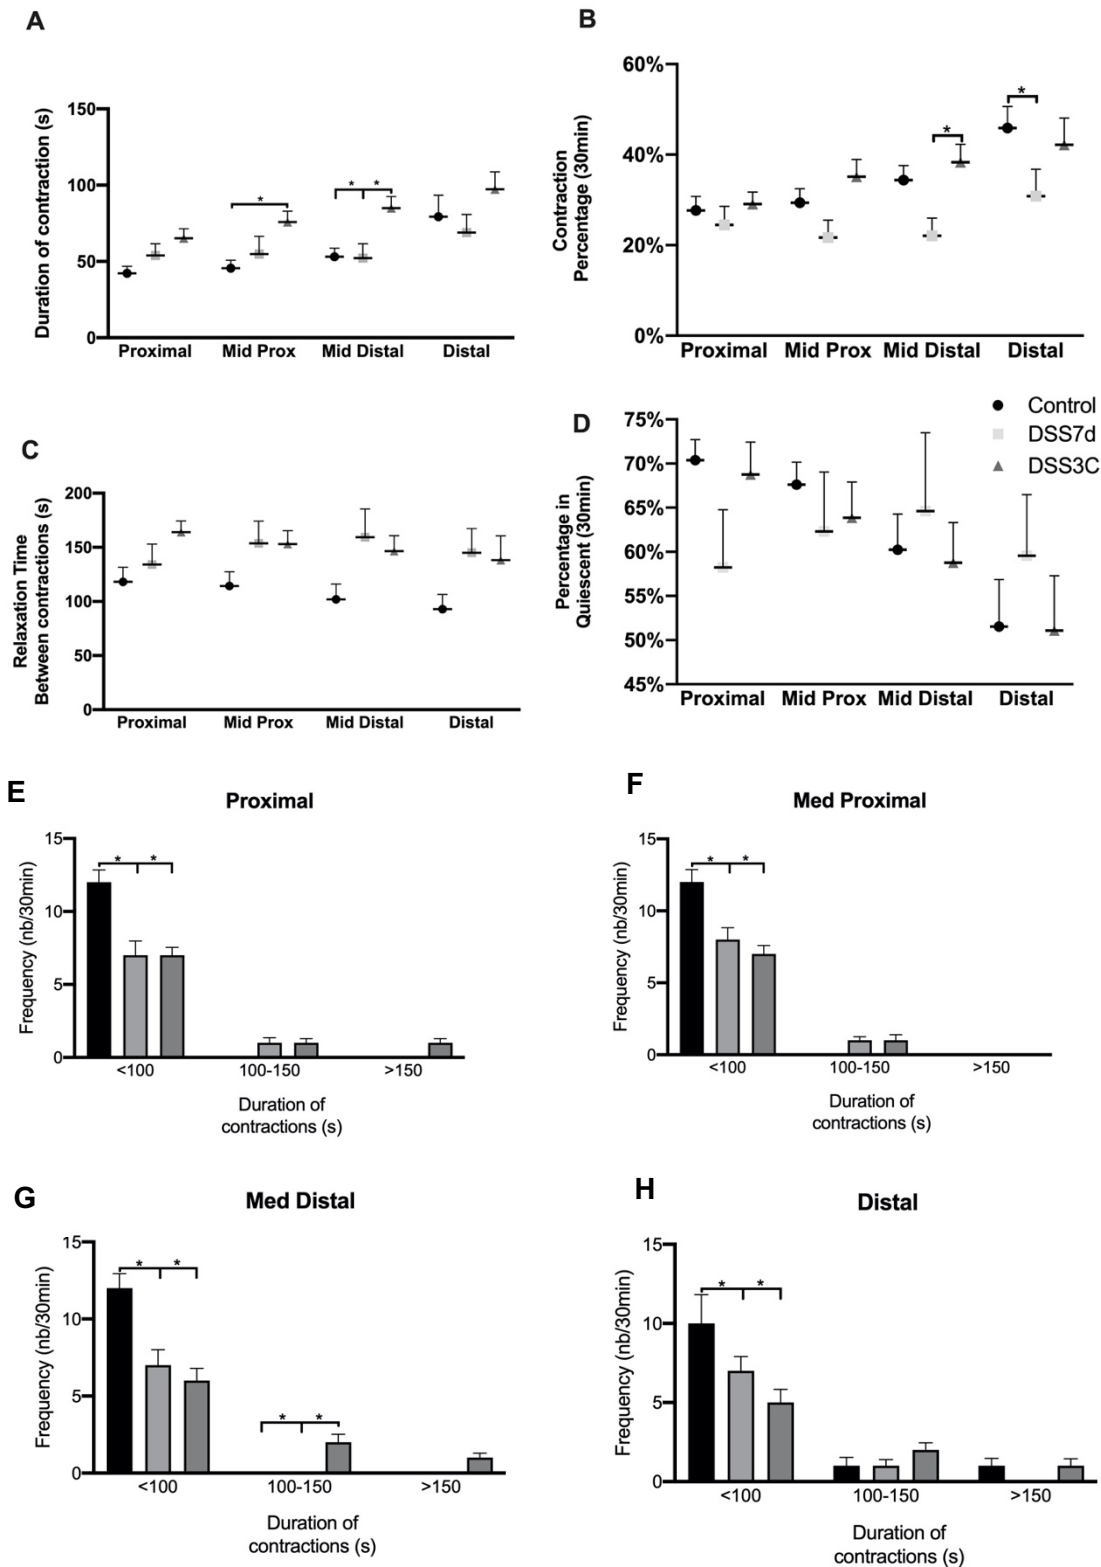 A
Duration of contraction (s)
150
100
50
0
* * *
Proximal Mid Prox Mid Distal Distal
B
Contraction
Percentage (30min)
60%
40%
20%
0%
* *
Proximal Mid Prox Mid Distal Distal
C
Relaxation Time
Between contractions (s)
200
150
100
50
0
Proximal Mid Prox Mid Distal Distal
D
Percentage in
Quiescent (30min)
75%
70%
65%
60%
55%
50%
45%
Control
DSS7d
DSS3C
Proximal Mid Prox Mid Distal Distal
E
Proximal
Frequency (nb/30min)
15
10
5
0
* *
<100 100-150 >150
Duration of
contractions (s)
F
Med Proximal
Frequency (nb/30min)
15
10
5
0
* *
<100 100-150 >150
Duration of
contractions (s)
G
Med Distal
Frequency (nb/30min)
15
10
5
0
* *
* *
<100 100-150 >150
Duration of
contractions (s)
H
Distal
Frequency (nb/30min)
15
10
5
0
* *
<100 100-150 >150
Duration of
contractions (s)